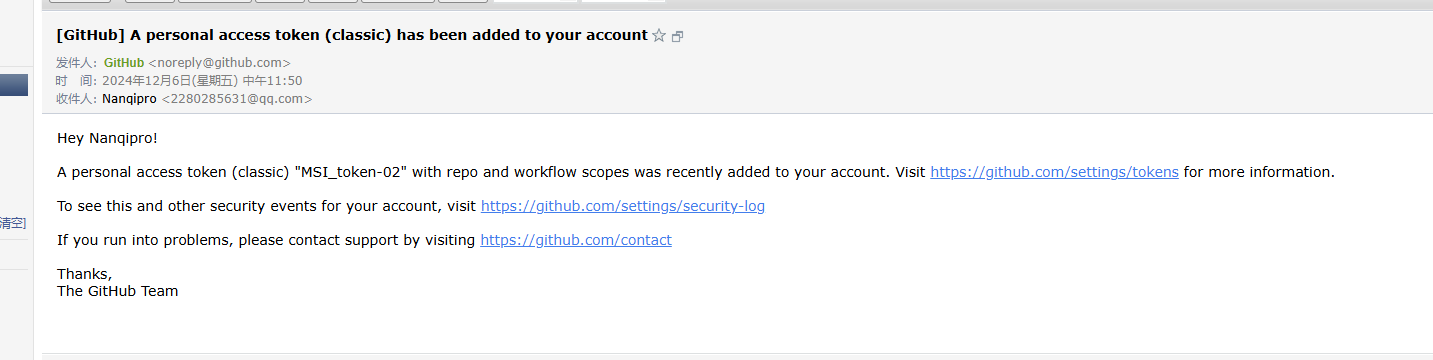 [GitHub] A personal access token (classic) has been added to your account
发件人: GitHub <noreply@github.com>
时 间: 2024年12月6日(星期五) 中午11:50
收件人: Nanqipro <2280285631@qq.com>
Hey Nanqipro!
A personal access token (classic) "MSI_token-02" with repo and workflow scopes was recently added to your account. Visit https://github.com/settings/tokens for more information.
To see this and other security events for your account, visit https://github.com/settings/security-log
清空]
If you run into problems, please contact support by visiting https://github.com/contact
Thanks,
The GitHub Team